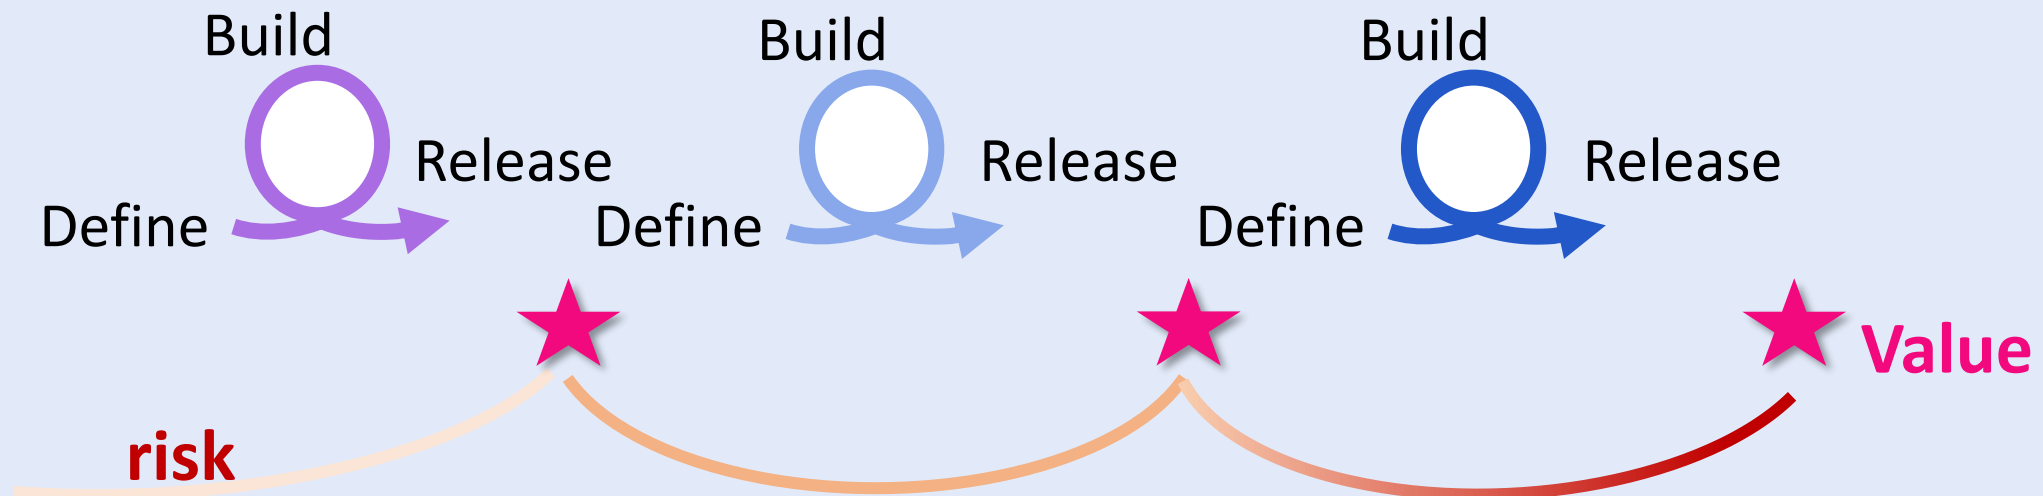 Build
Build
Build
Release
Release
Release
Define
Define
Define
Value
risk